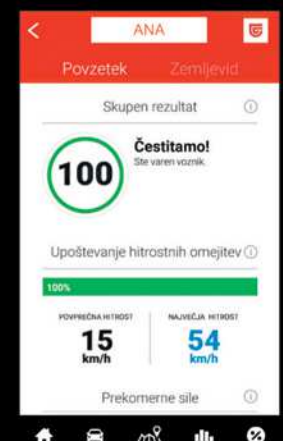 ANA
Povzetek Zemljevid
Skupen rezultat
100
Čestitamo!
Ste varen voznik.
Upoštevanje hitrostnih omejitev
100%
POVPREČNA HITROST
15
km/h
NAJVEČJA HITROST
54
km/h
Prekomerne sile